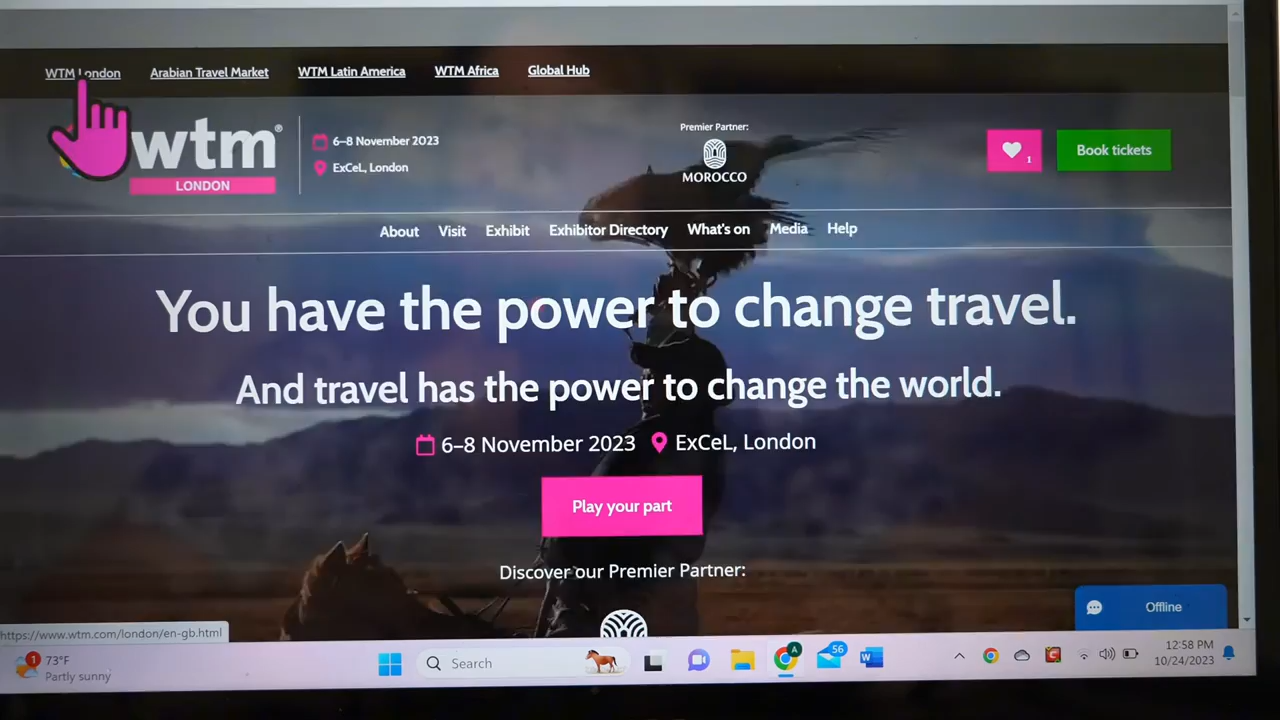 WTM London Arabian Travel Market WTM Latin America WTM Africa Global Hub
wtm®
LONDON
6–8 November 2023
ExCeL, London
Premier Partner:
MOROCCO
1
Book tickets
About Visit Exhibit Exhibitor Directory What's on Media Help
You have the power to change travel.
And travel has the power to change the world.
6–8 November 2023 ExCeL, London
Play your part
Discover our Premier Partner:
Offline
https://www.wtm.com/london/en-gb.html
1
73°F
Partly sunny
Search
A
56
W
12:58 PM
10/24/2023